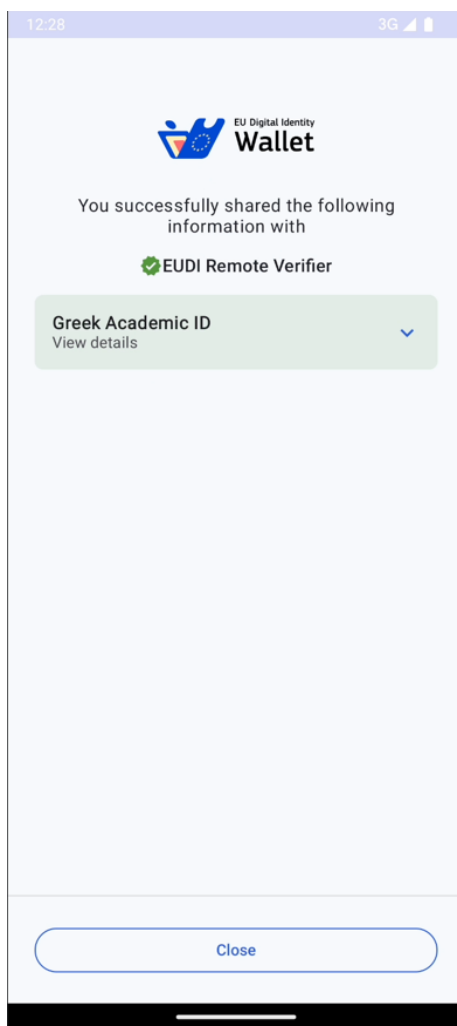 12:28
3G
EU Digital Identity
Wallet
You successfully shared the following
information with
EUDI Remote Verifier
Greek Academic ID
View details
Close